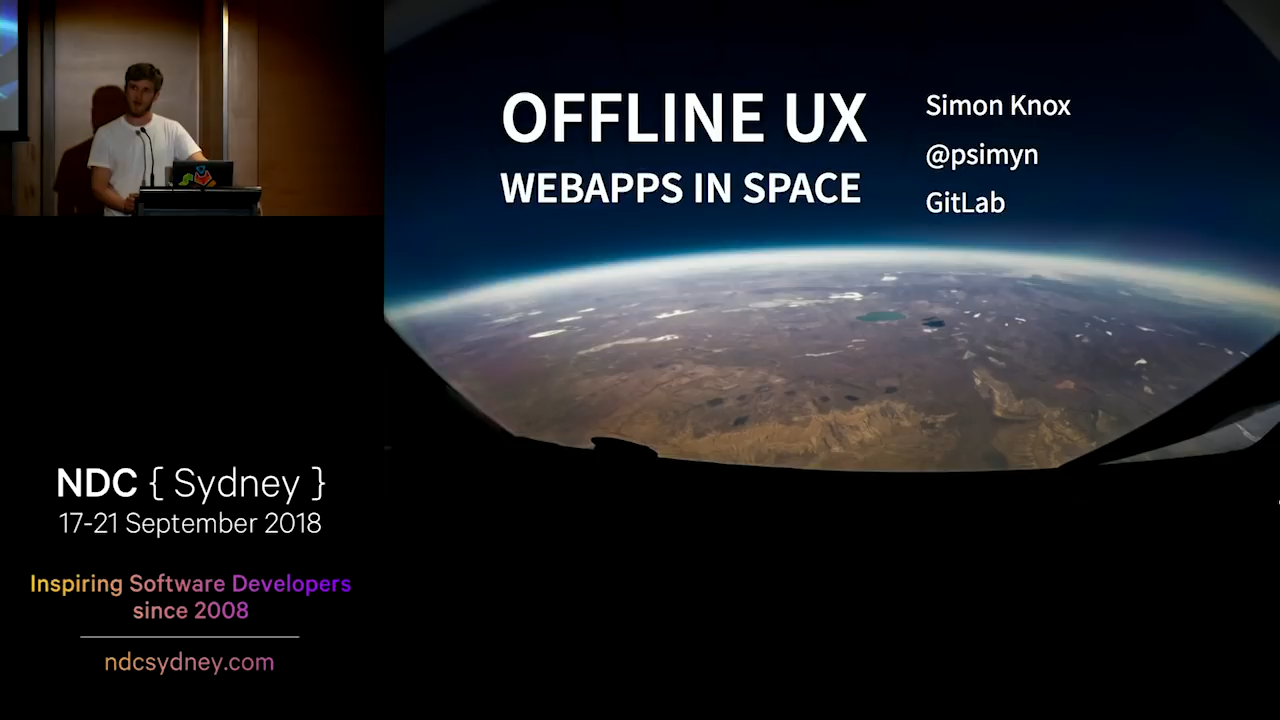 OFFLINE UX
WEBAPPS IN SPACE
Simon Knox
@psimyn
GitLab
NDC { Sydney }
17-21 September 2018
Inspiring Software Developers
since 2008
ndcsydney.com